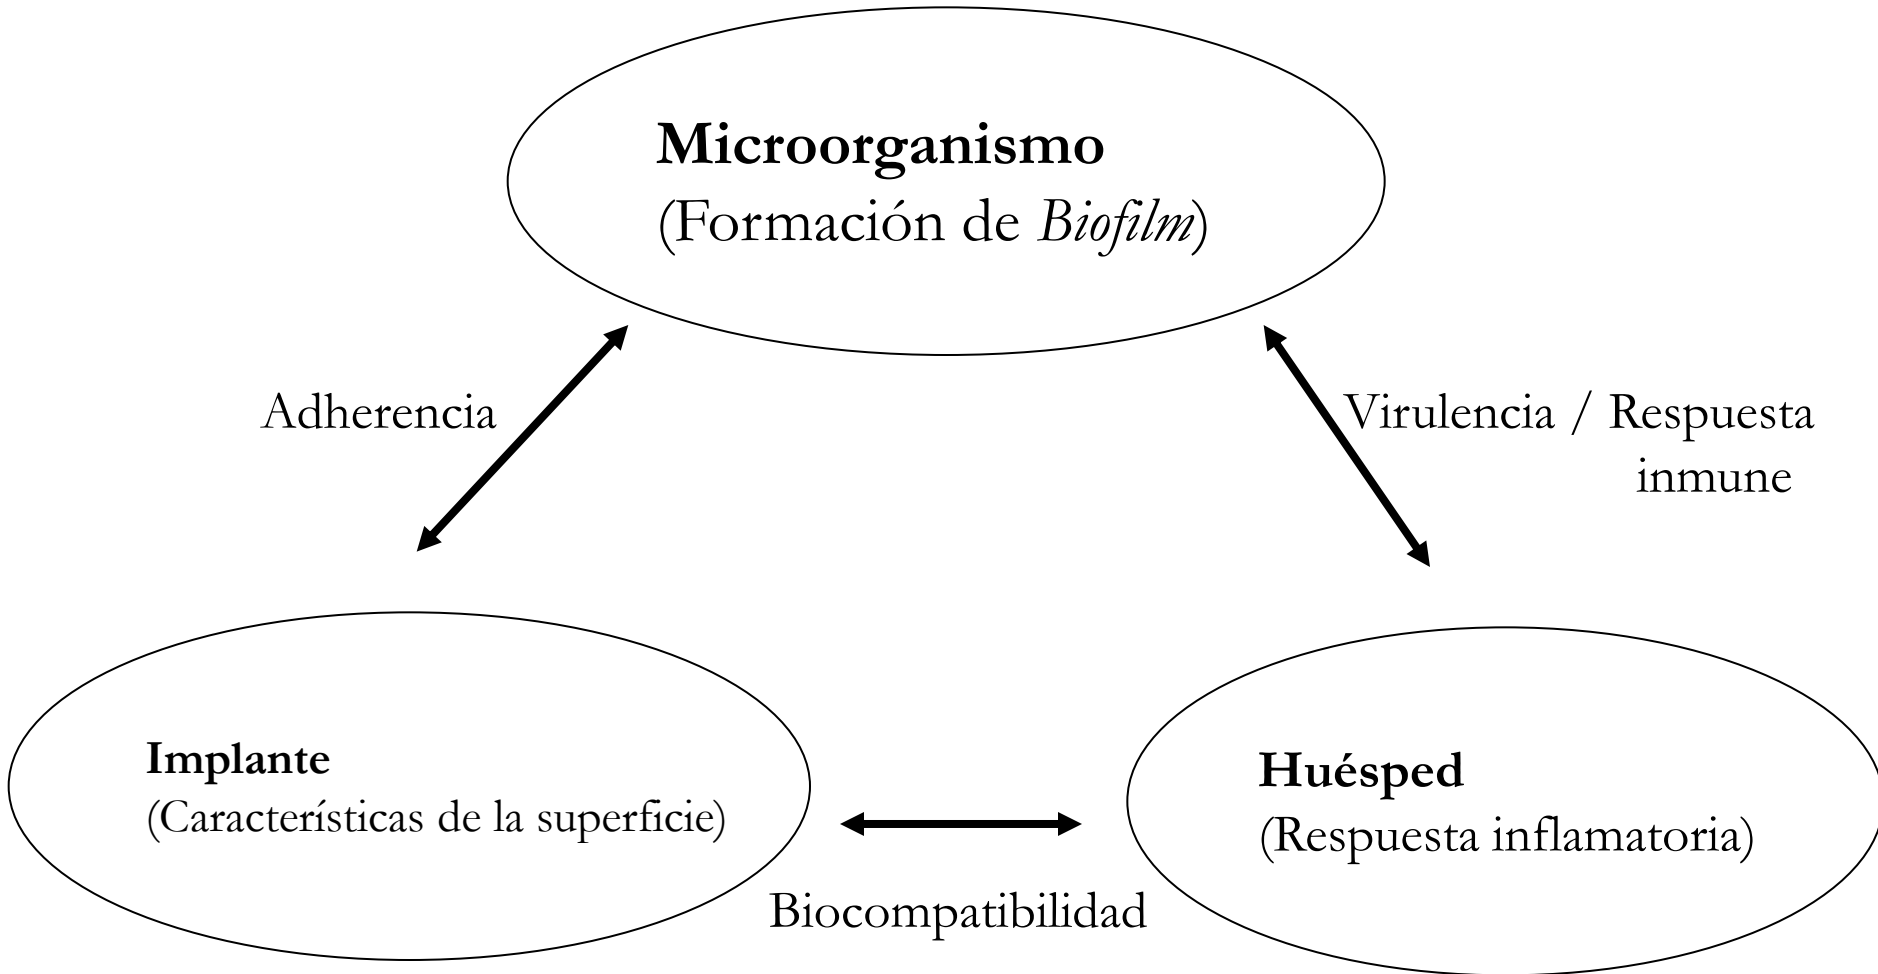 Microorganismo
(Formación de Biofilm)
Adherencia
Virulencia / Respuesta
inmune
Implante
(Características de la superficie)
Huésped
(Respuesta inflamatoria)
Biocompatibilidad